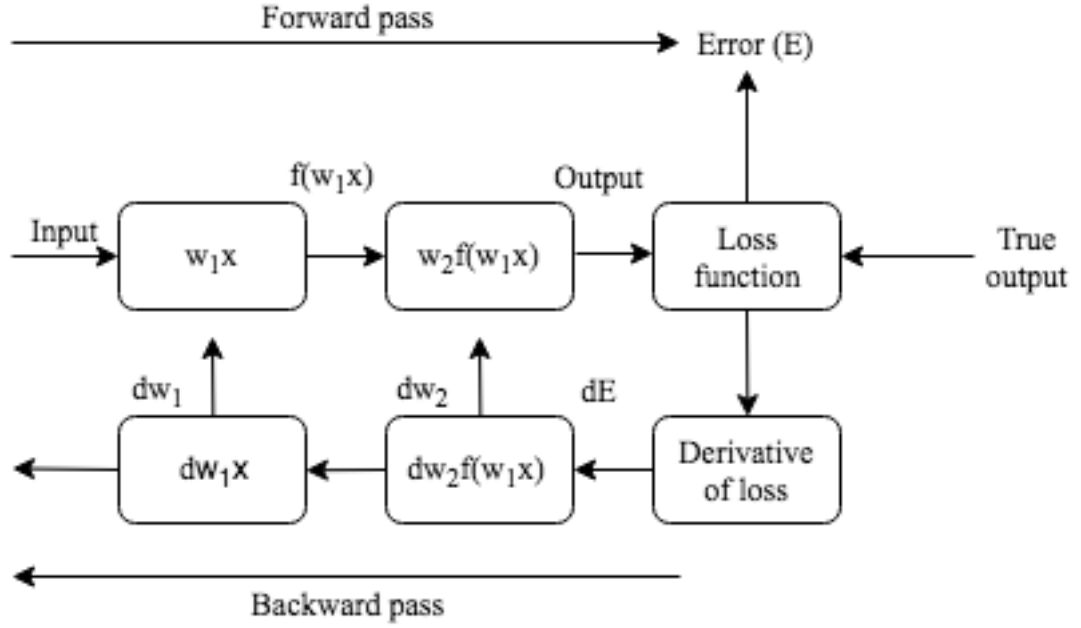 Forward pass
Error (E)
f(w₁x)
Output
Input
w₁x
w₂f(w₁x)
Loss
function
True
output
dw₁
dw₂
dE
dw₁x
dw₂f(w₁x)
Derivative
of loss
Backward pass